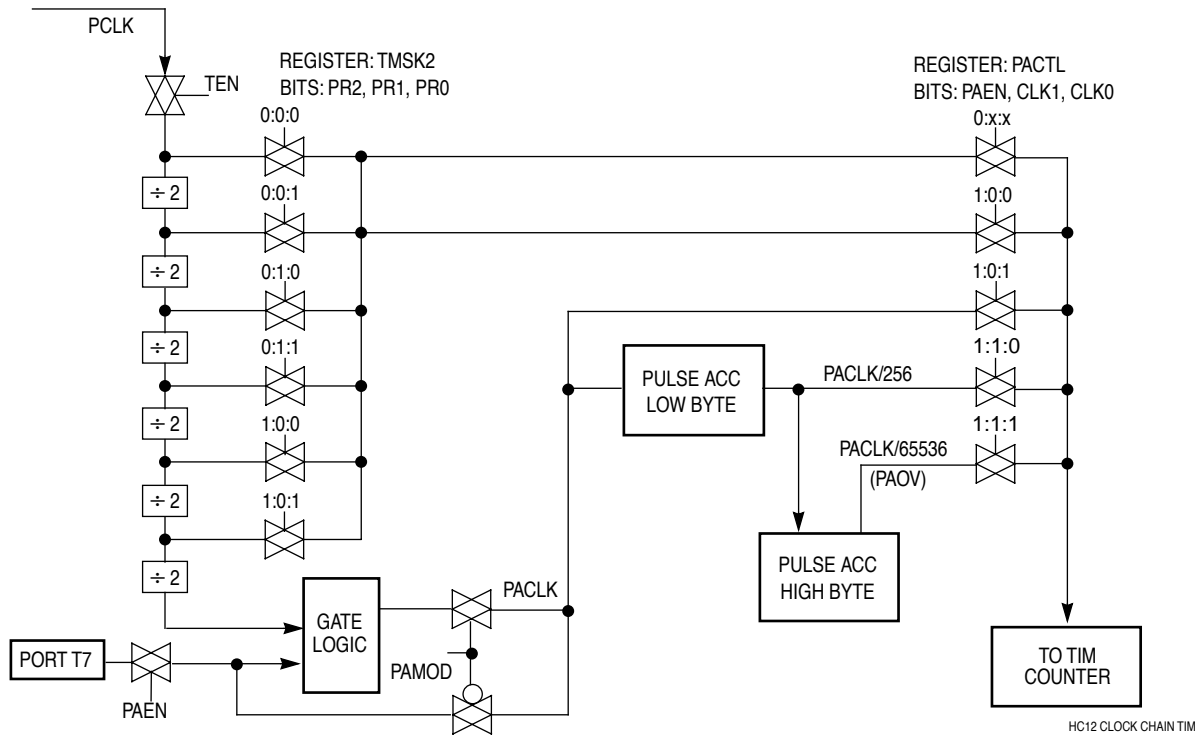 PCLK
TEN
REGISTER: TMSK2
BITS: PR2, PR1, PR0
REGISTER: PACTL
BITS: PAEN, CLK1, CLK0
0:0:0
0:x:x
÷ 2
0:0:1
1:0:0
÷ 2
0:1:0
1:0:1
÷ 2
0:1:1
1:1:0
PULSE ACC
LOW BYTE
PACLK/256
÷ 2
1:0:0
1:1:1
PACLK/65536
(PAOV)
÷ 2
1:0:1
PULSE ACC
HIGH BYTE
÷ 2
GATE
LOGIC
PACLK
PORT T7
PAEN
PAMOD
TO TIM
COUNTER
HC12 CLOCK CHAIN TIM